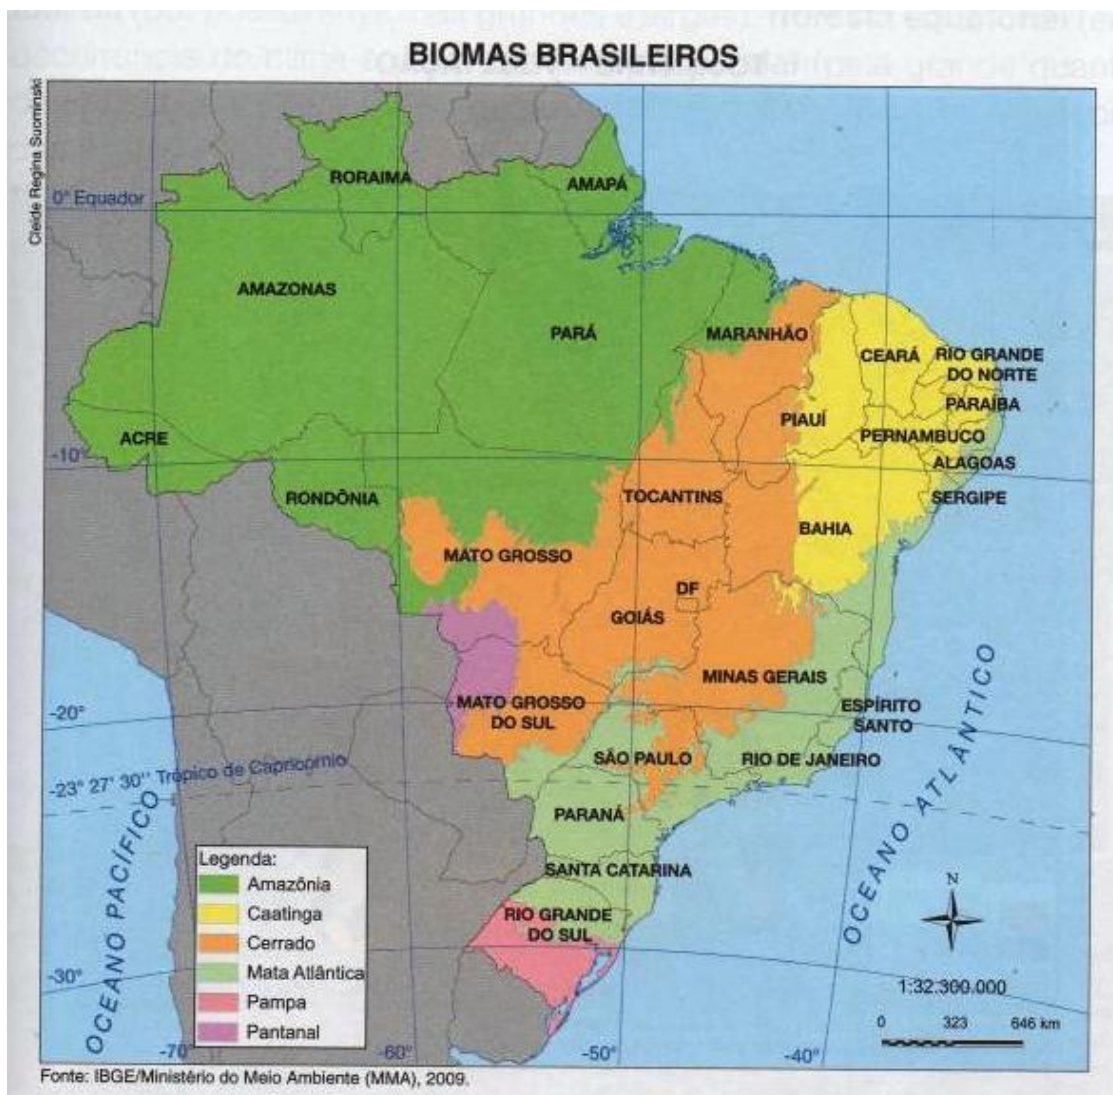 BIOMAS BRASILEIROS
Cleide Regina Suominski
RORAIMA
AMAPÁ
0° Equador
AMAZONAS
PARÁ
MARANHÃO
CEARÁ
RIO GRANDE
DO NORTE
PARAÍBA
PIAUÍ
PERNAMBUCO
ACRE
-10°
ALAGOAS
RONDÔNIA
TOCANTINS
SERGIPE
BAHIA
MATO GROSSO
DF
GOIÁS
MINAS GERAIS
MATO GROSSO
DO SUL
ESPÍRITO
SANTO
-20°
SÃO PAULO
RIO DE JANEIRO
-23° 27' 30'' Trópico de Capricórnio
PARANÁ
OCEANO ATLÂNTICO
OCEANO PACÍFICO
SANTA CATARINA
RIO GRANDE
DO SUL
Legenda:
Amazônia
Caatinga
Cerrado
Mata Atlântica
Pampa
Pantanal
N
-30°
1:32.300.000
0 323 646 km
-70° -60° -50° -40°
Fonte: IBGE/Ministério do Meio Ambiente (MMA), 2009.